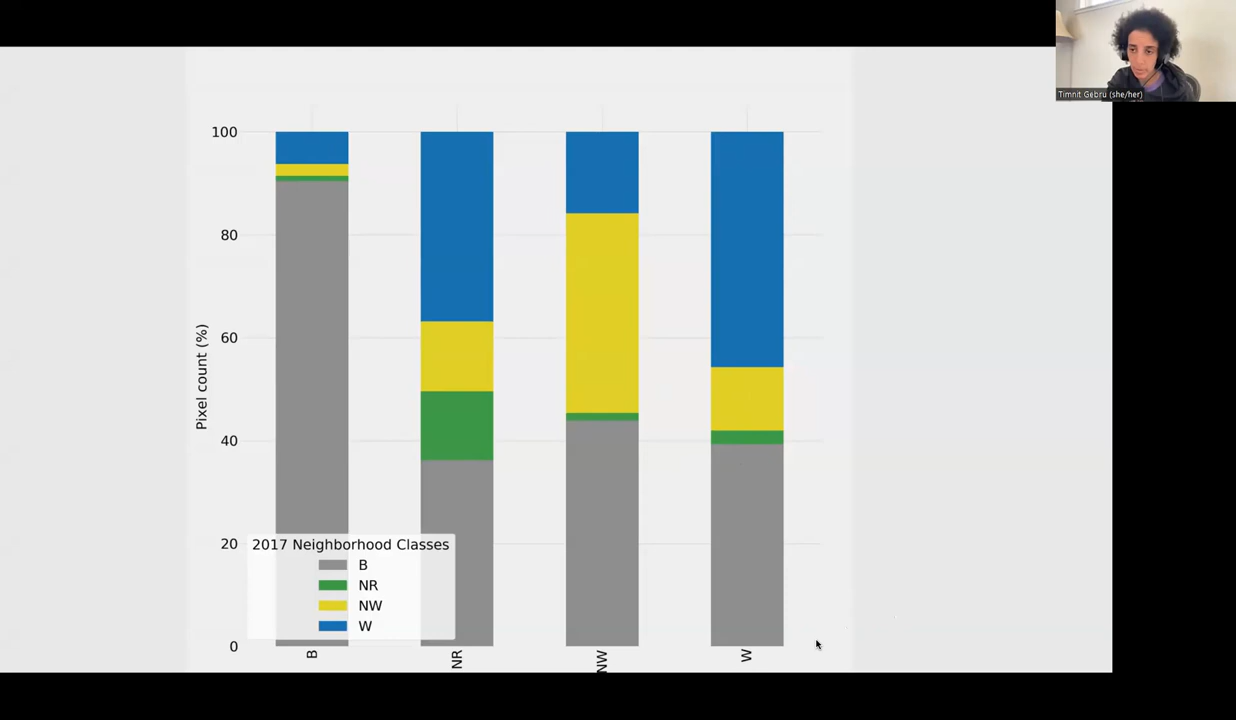 Timnit Gebru (she/her)
100
80
60
40
20
0
Pixel count (%)
2017 Neighborhood Classes
B
NR
NW
W
B
NR
NW
W